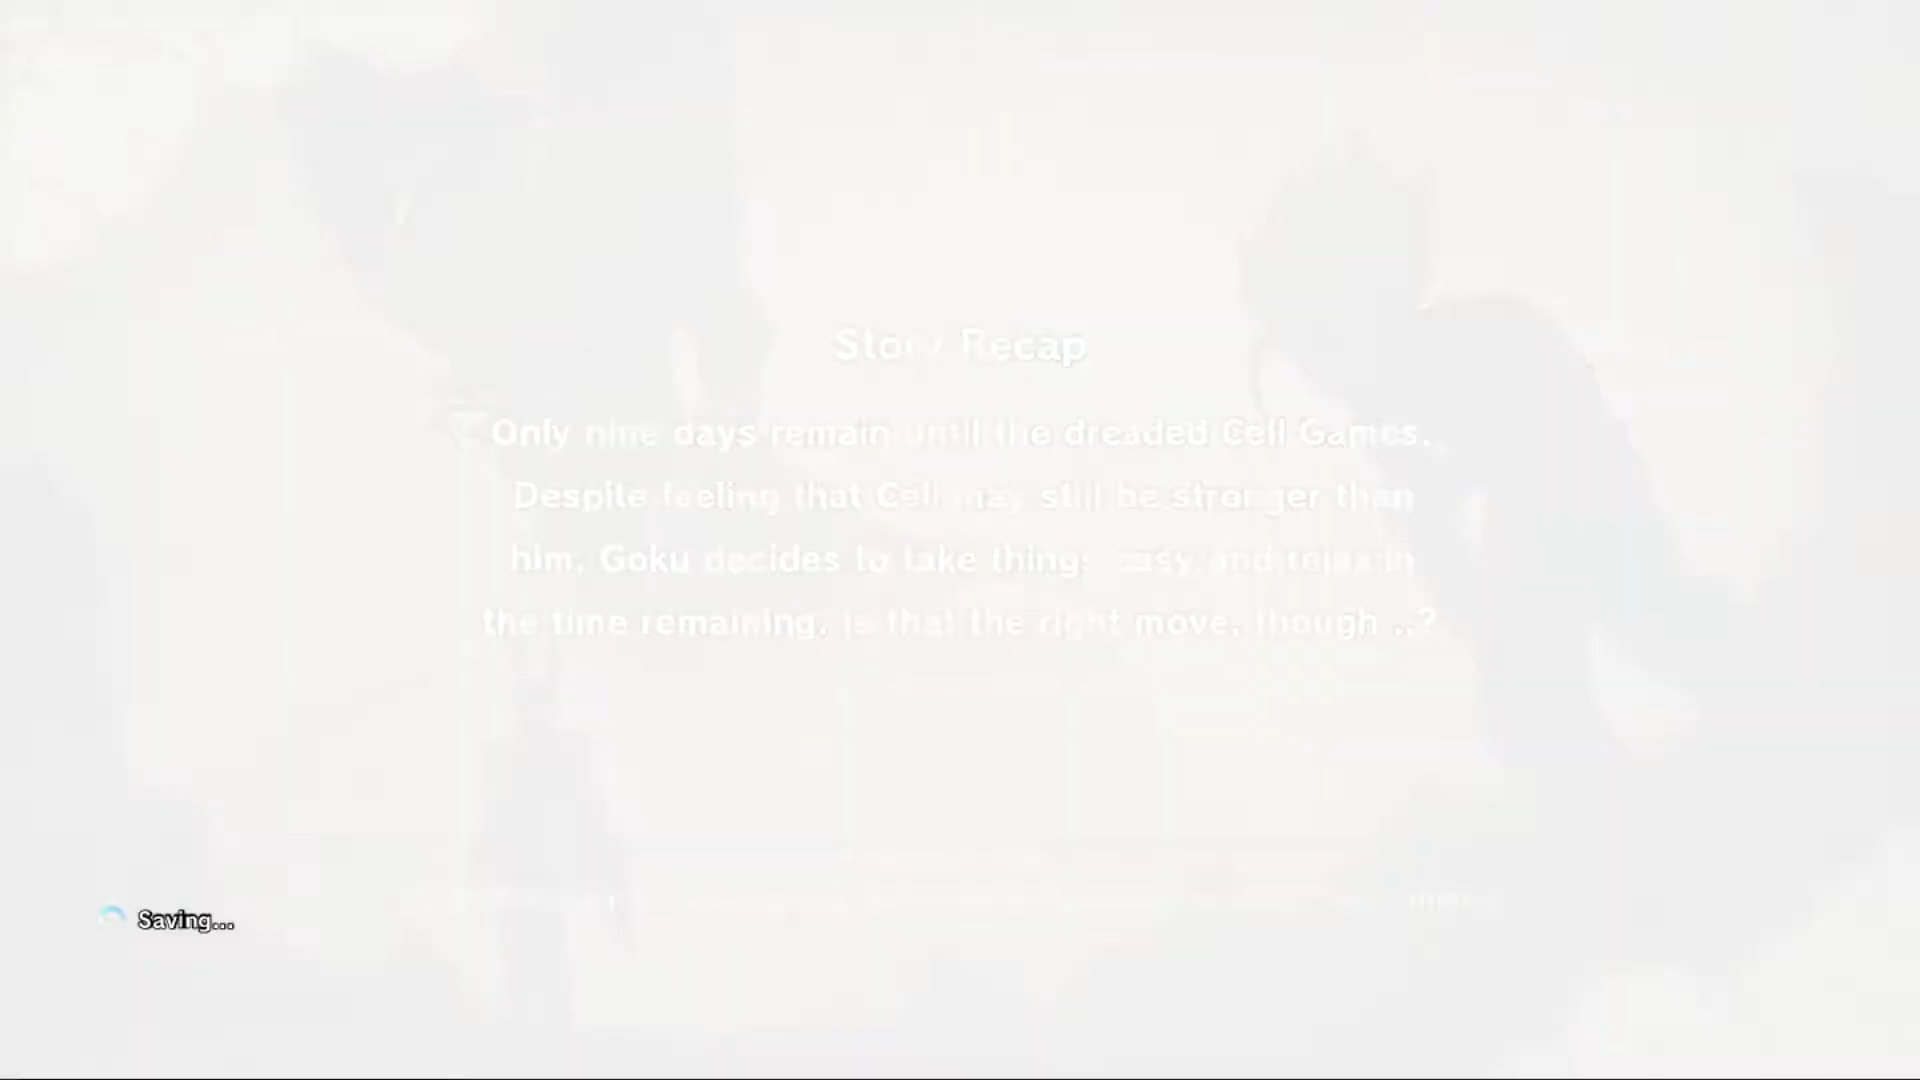 Story Recap
Only nine days remain until the dreaded Cell Games.
Despite feeling that Cell may still be stronger than
him, Goku decides to take things easy and relax in
the time remaining. Is that the right move, though ..?
Saving...